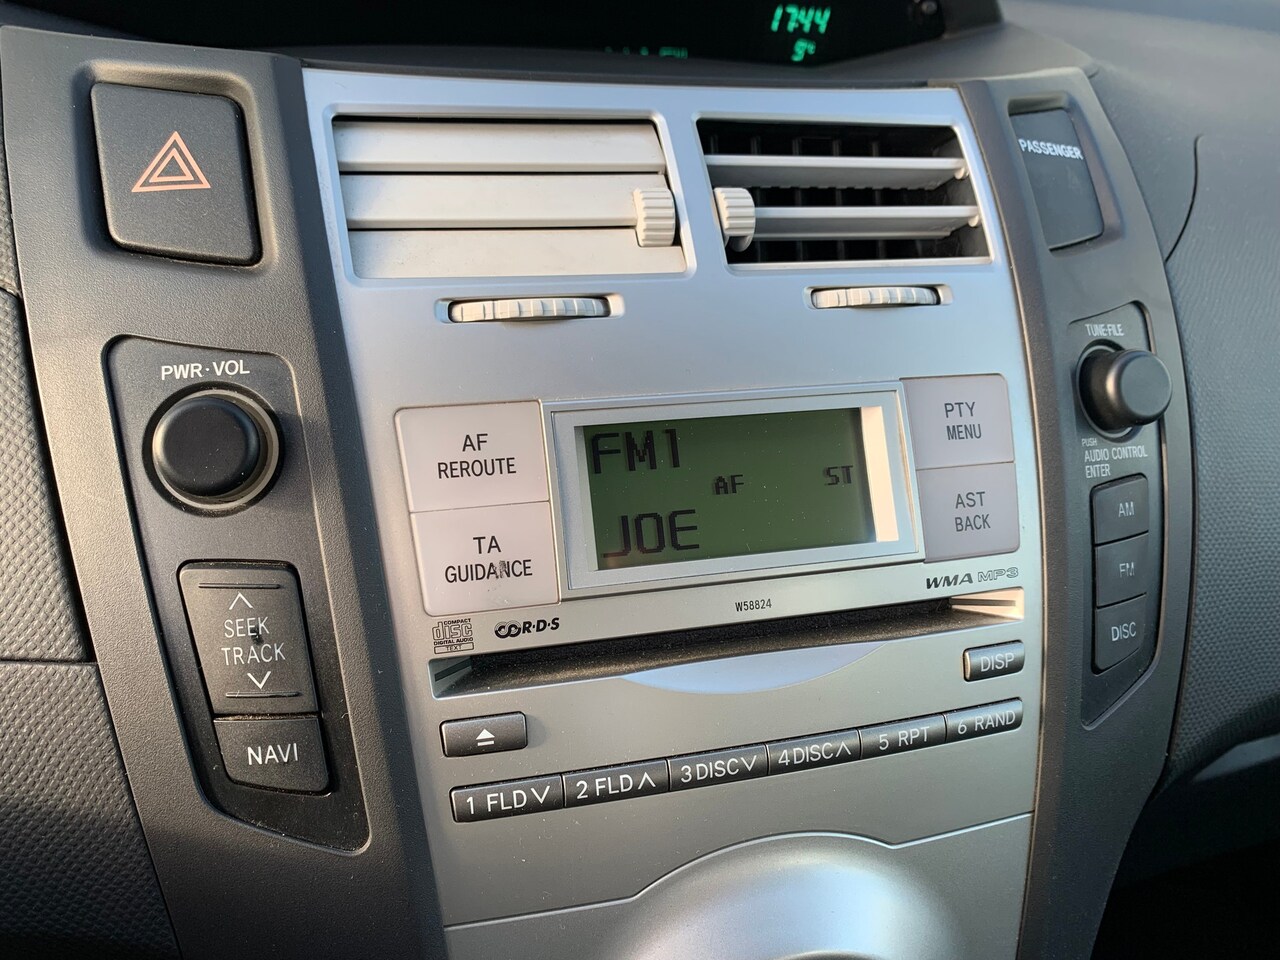 17:44
9°
PASSENGER
PWR·VOL
TUNE·FILE
PUSH
AUDIO CONTROL
ENTER
AF
REROUTE
FM1
AF
ST
JOE
PTY
MENU
TA
GUIDANCE
AST
BACK
AM
FM
DISC
SEEK
TRACK
NAVI
COMPACT
disc
DIGITAL AUDIO
TEXT
R·D·S
W58824
WMA MP3
DISP
1 FLD ∨
2 FLD ∧
3 DISC ∨
4 DISC ∧
5 RPT
6 RAND